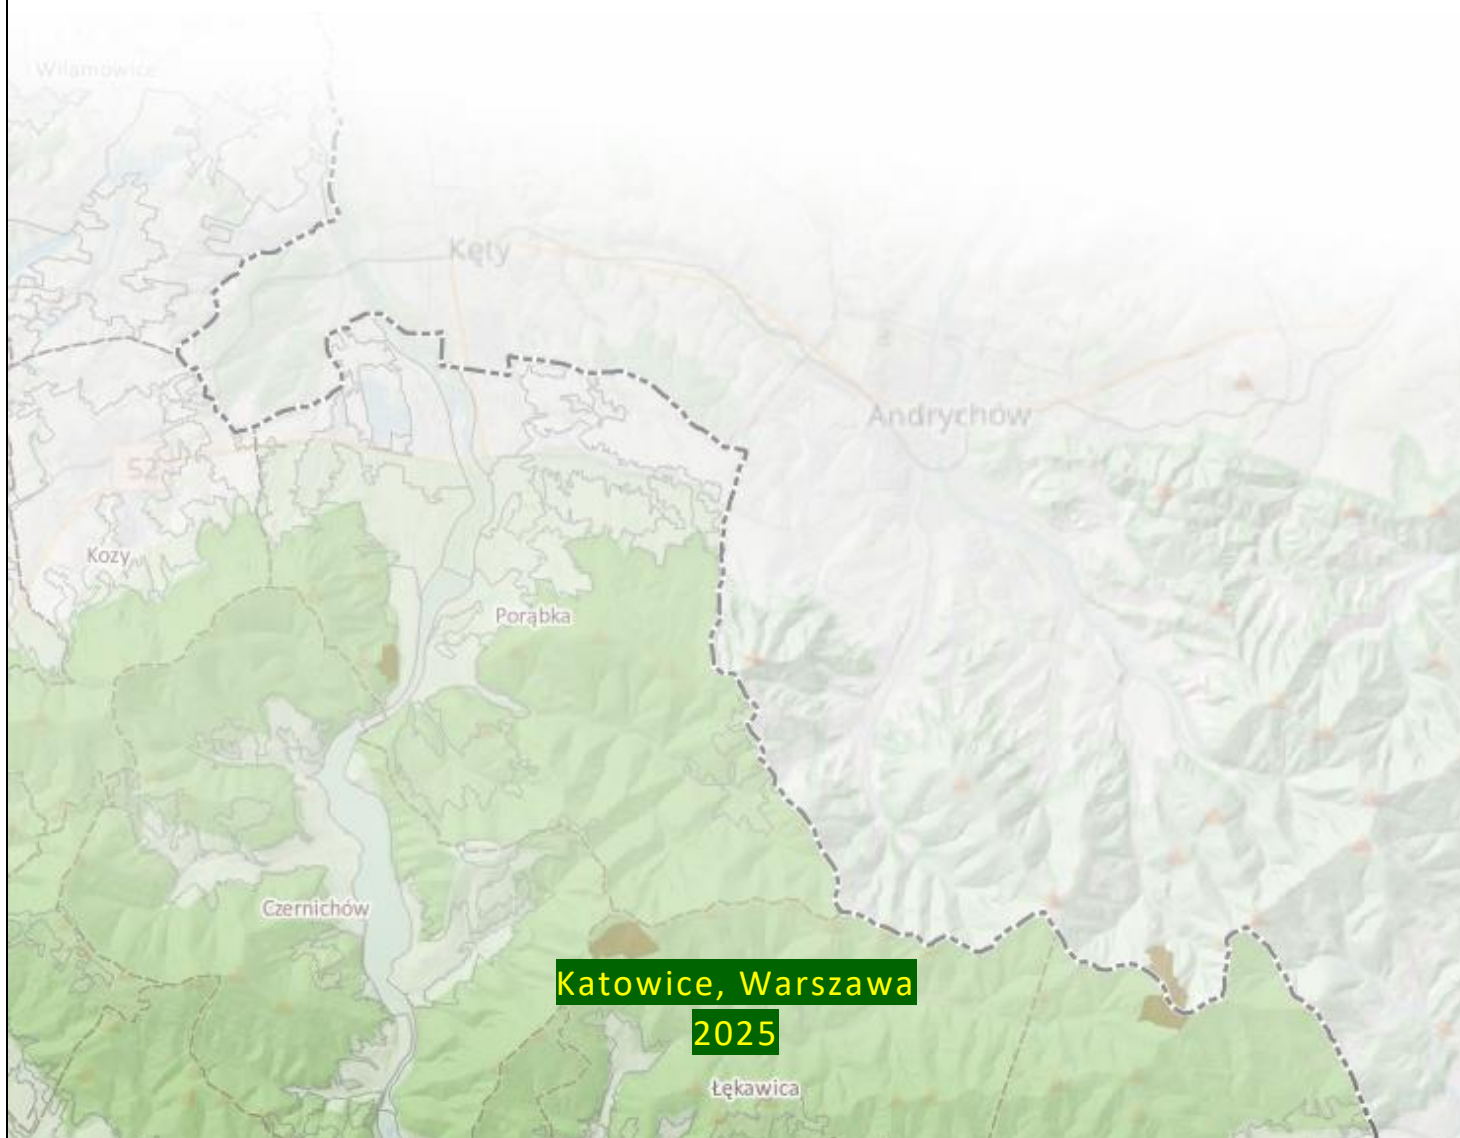 Wilamowice
Kęty
Andrychów
52
Kozy
Porąbka
Czernichów
Katowice, Warszawa
2025
Łękawica